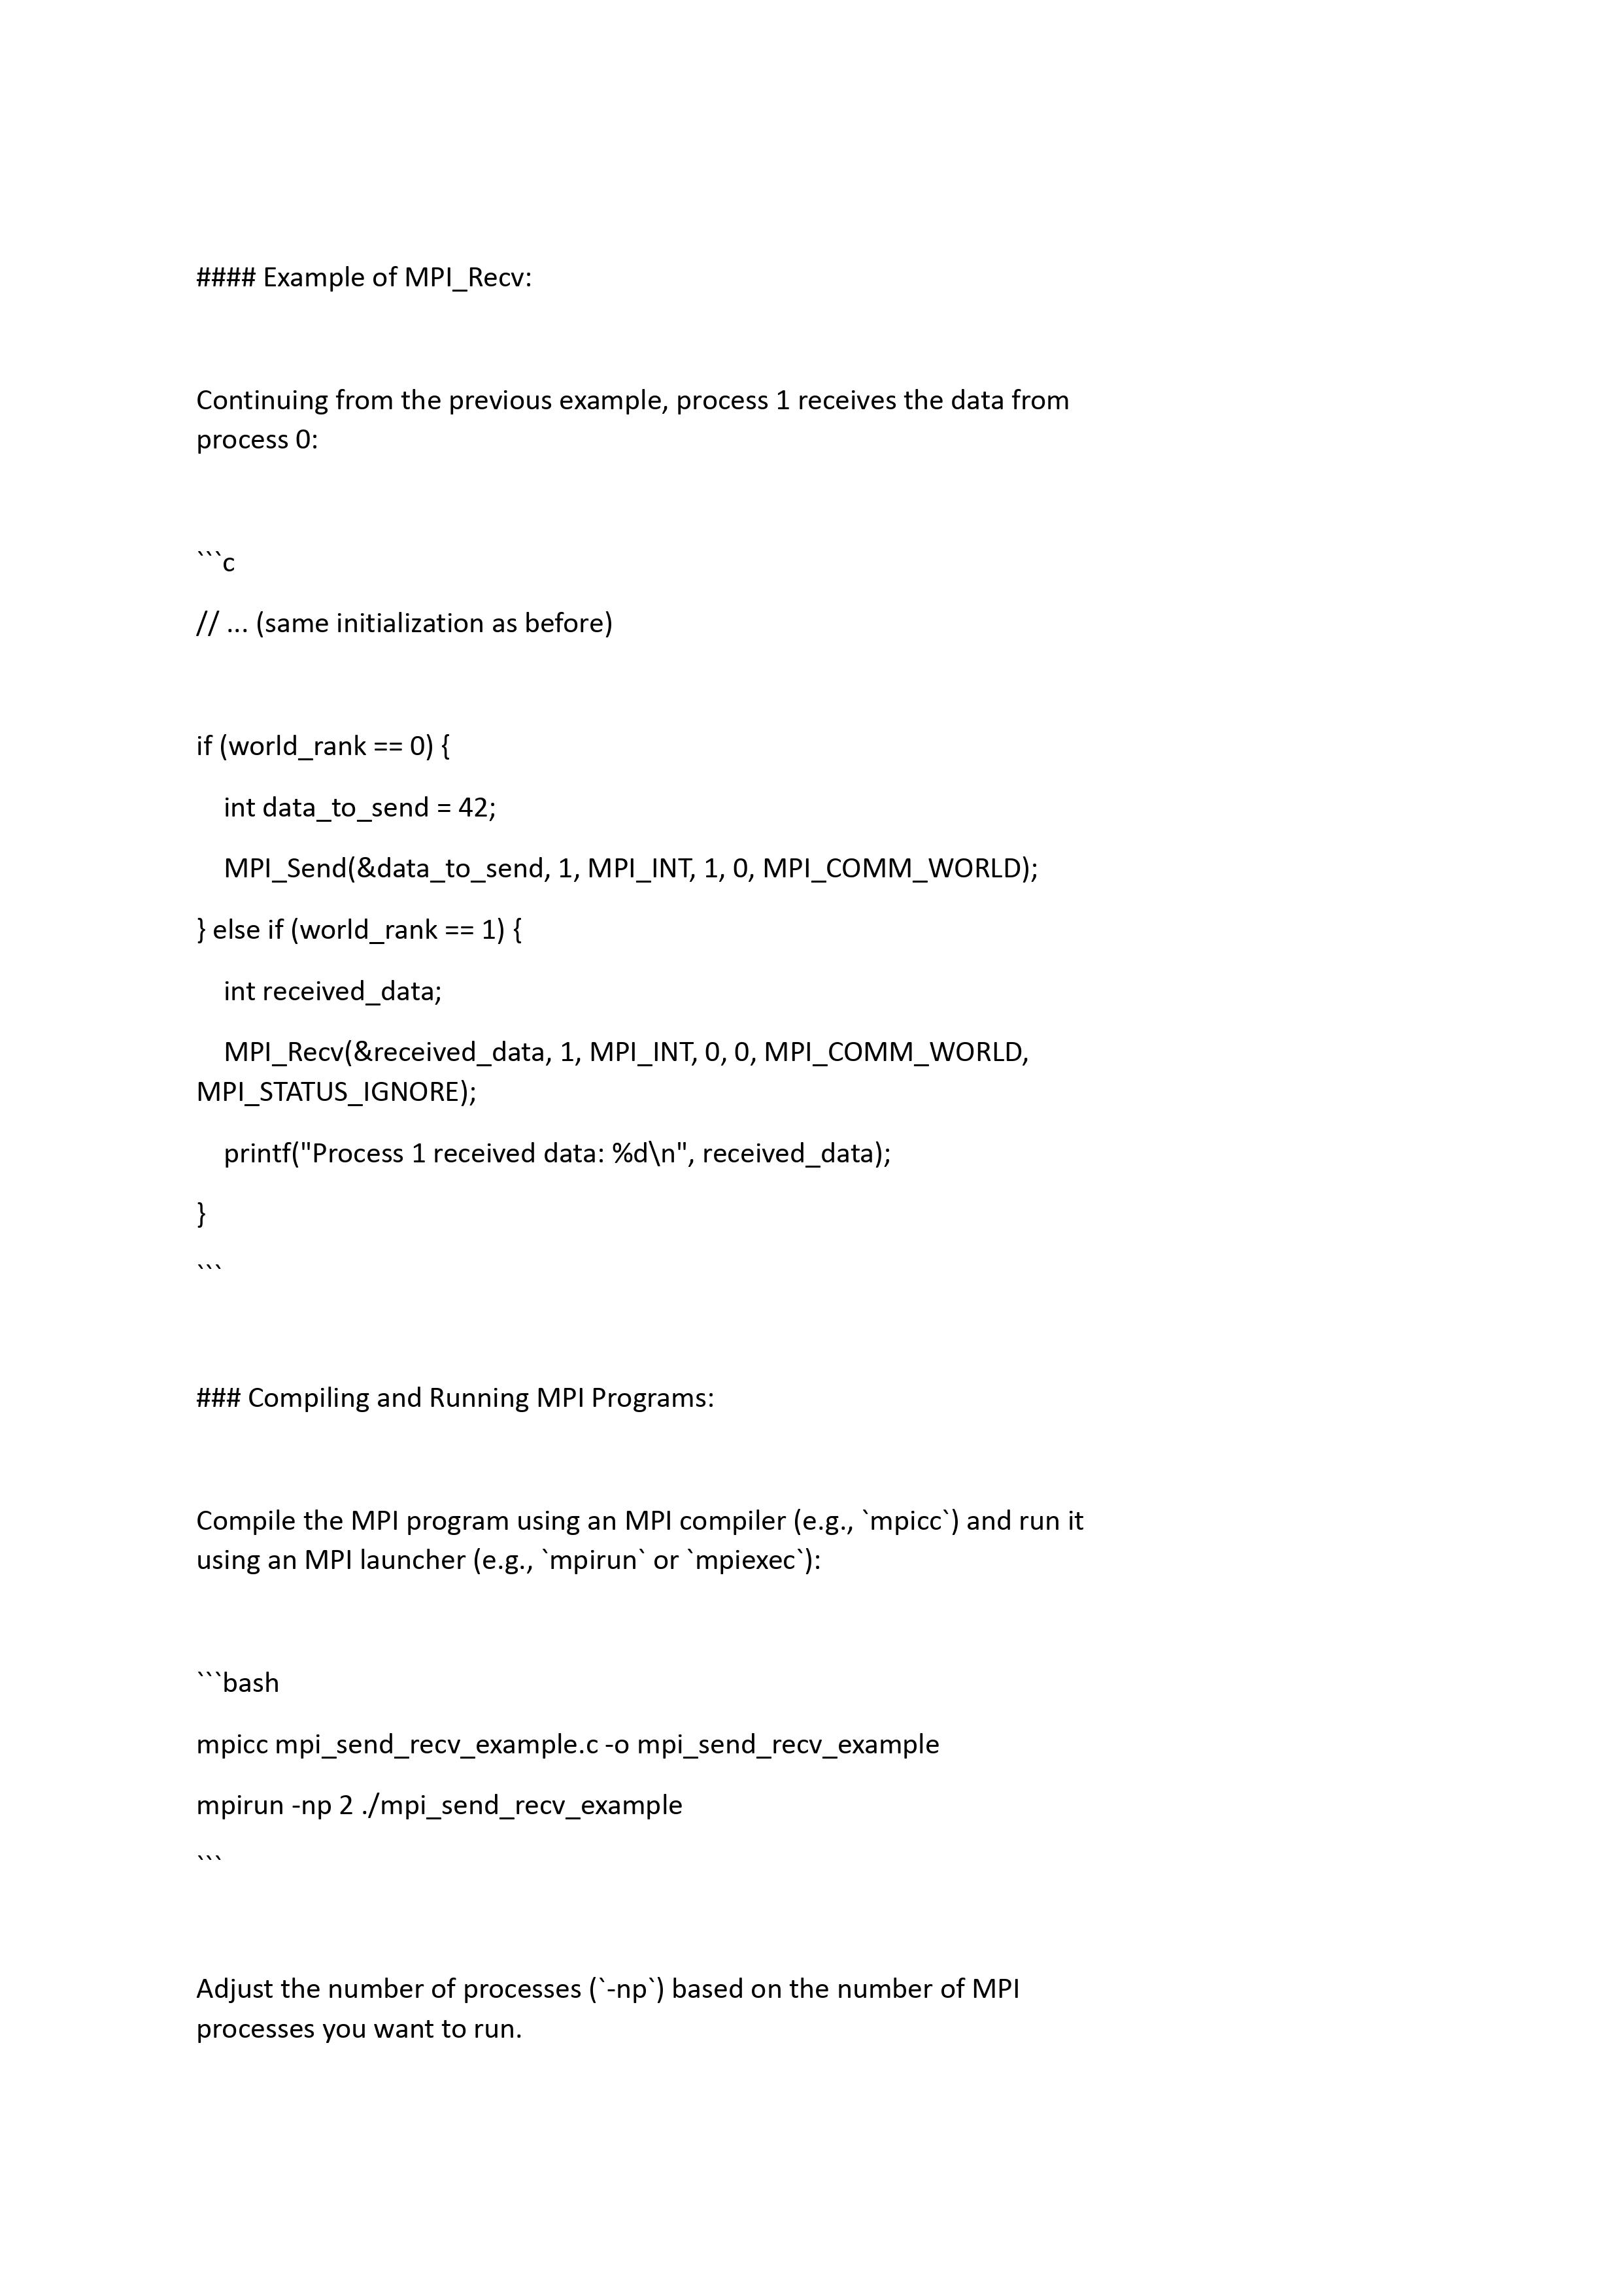 #### Example of MPI_Recv:
Continuing from the previous example, process 1 receives the data from
process 0:
```c
// ... (same initialization as before)
if (world_rank == 0) {
    int data_to_send = 42;
    MPI_Send(&data_to_send, 1, MPI_INT, 1, 0, MPI_COMM_WORLD);
} else if (world_rank == 1) {
    int received_data;
    MPI_Recv(&received_data, 1, MPI_INT, 0, 0, MPI_COMM_WORLD,
MPI_STATUS_IGNORE);
    printf("Process 1 received data: %d\n", received_data);
}
```
### Compiling and Running MPI Programs:
Compile the MPI program using an MPI compiler (e.g., `mpicc`) and run it
using an MPI launcher (e.g., `mpirun` or `mpiexec`):
```bash
mpicc mpi_send_recv_example.c -o mpi_send_recv_example
mpirun -np 2 ./mpi_send_recv_example
```
Adjust the number of processes (`-np`) based on the number of MPI
processes you want to run.